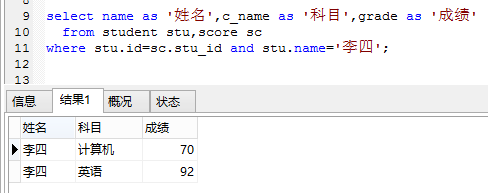 8
9 select name as '姓名',c_name as '科目',grade as '成绩'
10 from student stu,score sc
11 where stu.id=sc.stu_id and stu.name='李四';
12
13
信息 结果1 概况 状态
姓名 科目 成绩
李四 计算机 70
李四 英语 92